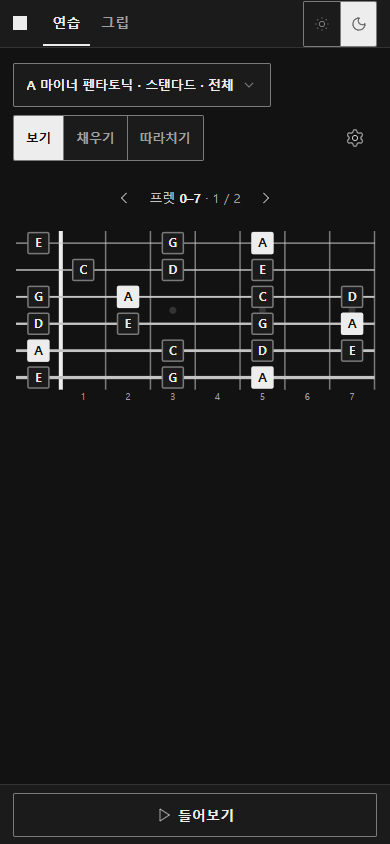 연습 그립
A 마이너 펜타토닉 · 스탠다드 · 전체
보기 채우기 따라치기
프렛 0–7 · 1 / 2
E G A
C D E
G A C D
D E G A
A C D E
E G A
1 2 3 4 5 6 7
들어보기